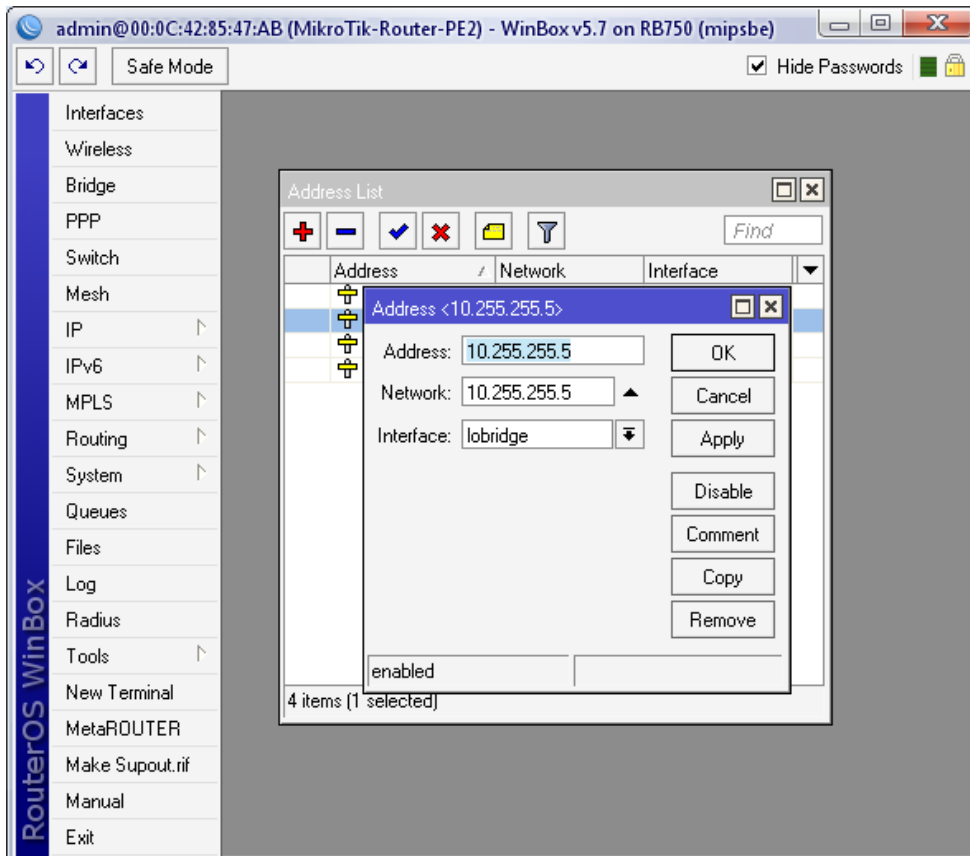 admin@00:0C:42:85:47:AB (MikroTik-Router-PE2) - WinBox v5.7 on RB750 (mipsbe)
Safe Mode
Hide Passwords
RouterOS WinBox
Interfaces
Wireless
Bridge
PPP
Switch
Mesh
IP
IPv6
MPLS
Routing
System
Queues
Files
Log
Radius
Tools
New Terminal
MetaROUTER
Make Supout.rif
Manual
Exit
Address List
Find
Address / Network Interface
Address <10.255.255.5>
Address: 10.255.255.5
Network: 10.255.255.5
Interface: lobridge
OK
Cancel
Apply
Disable
Comment
Copy
Remove
enabled
4 items (1 selected)